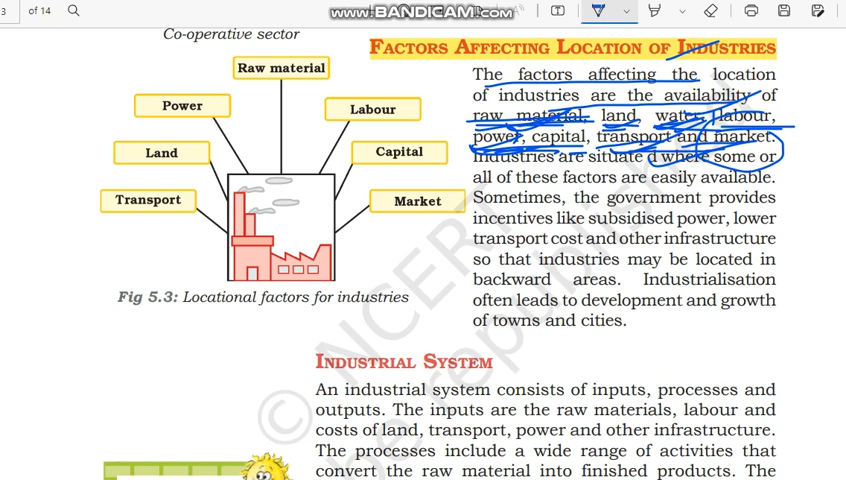 3 of 14
www.BANDICAM.com
Co-operative sector
Raw material
Power
Labour
Land
Capital
Transport
Market
Fig 5.3: Locational factors for industries
FACTORS AFFECTING LOCATION OF INDUSTRIES
The factors affecting the location
of industries are the availability of
raw material, land, water, labour,
power, capital, transport and market.
Industries are situate d where some or
all of these factors are easily available.
Sometimes, the government provides
incentives like subsidised power, lower
transport cost and other infrastructure
so that industries may be located in
backward areas. Industrialisation
often leads to development and growth
of towns and cities.
INDUSTRIAL SYSTEM
An industrial system consists of inputs, processes and
outputs. The inputs are the raw materials, labour and
costs of land, transport, power and other infrastructure.
The processes include a wide range of activities that
convert the raw material into finished products. The
© NCERT
be republished